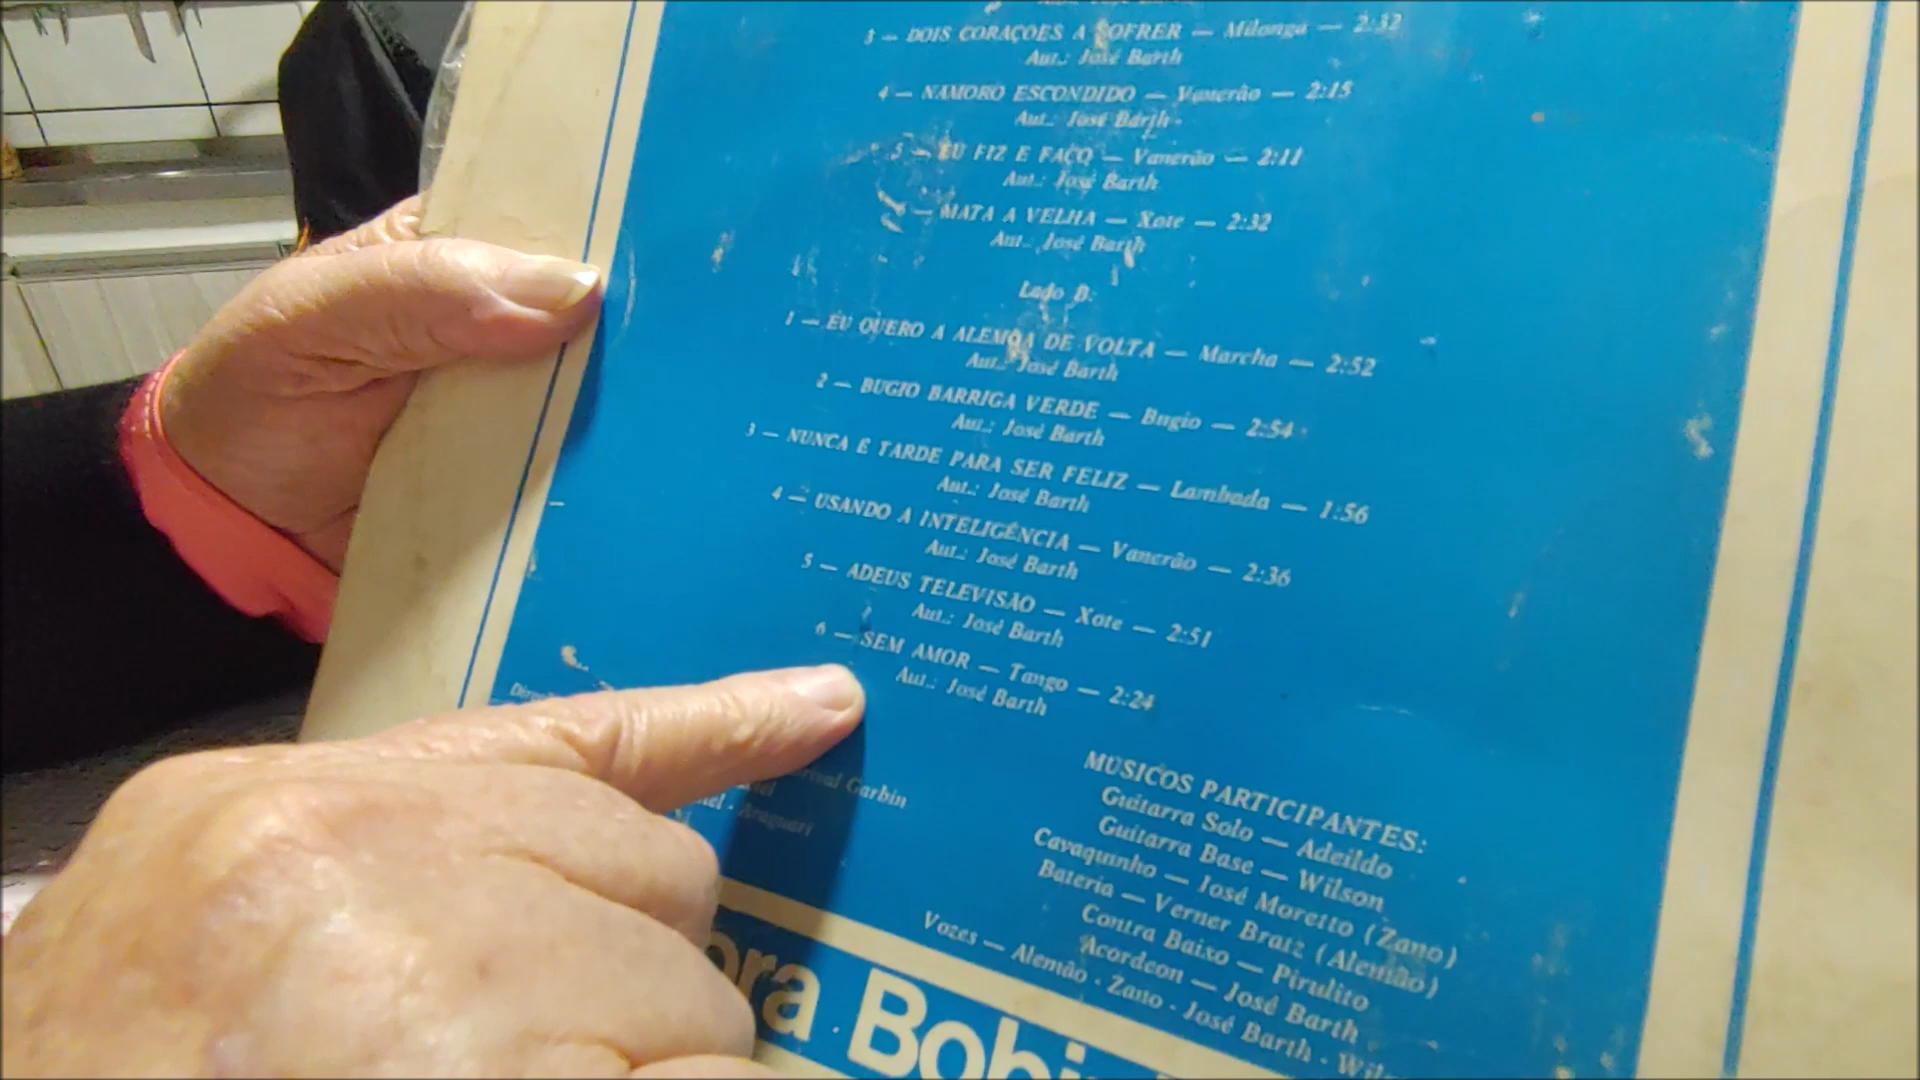 3 — DOIS CORAÇOES A SOFRER — Milonga — 2:32
Aut.: José Barth
4 — NAMORO ESCONDIDO — Vanerão — 2:15
Aut.: José Barth
5 — EU FIZ E FAÇO — Vanerão — 2:11
Aut.: José Barth
— MATA A VELHA — Xote — 2:32
Aut.: José Barth
Lado B:
1 — EU QUERO A ALEMOA DE VOLTA — Marcha — 2:52
Aut.: José Barth
2 — BUGIO BARRIGA VERDE — Bugio — 2:54
Aut.: José Barth
3 — NUNCA E TARDE PARA SER FELIZ — Lambada — 1:56
Aut.: José Barth
4 — USANDO A INTELIGÊNCIA — Vanerão — 2:36
Aut.: José Barth
5 — ADEUS TELEVISAO — Xote — 2:51
Aut.: José Barth
6 — SEM AMOR — Tango — 2:24
Aut.: José Barth
Garbin
Araguari
MUSICOS PARTICIPANTES:
Guitarra Solo — Adeildo
Guitarra Base — Wilson
Cavaquinho — José Moretto (Zano)
Bateria — Verner Bratz (Alemão)
Contra Baixo — Pirulito
Acordeon — José Barth
Vozes — Alemão · Zano · José Barth ·